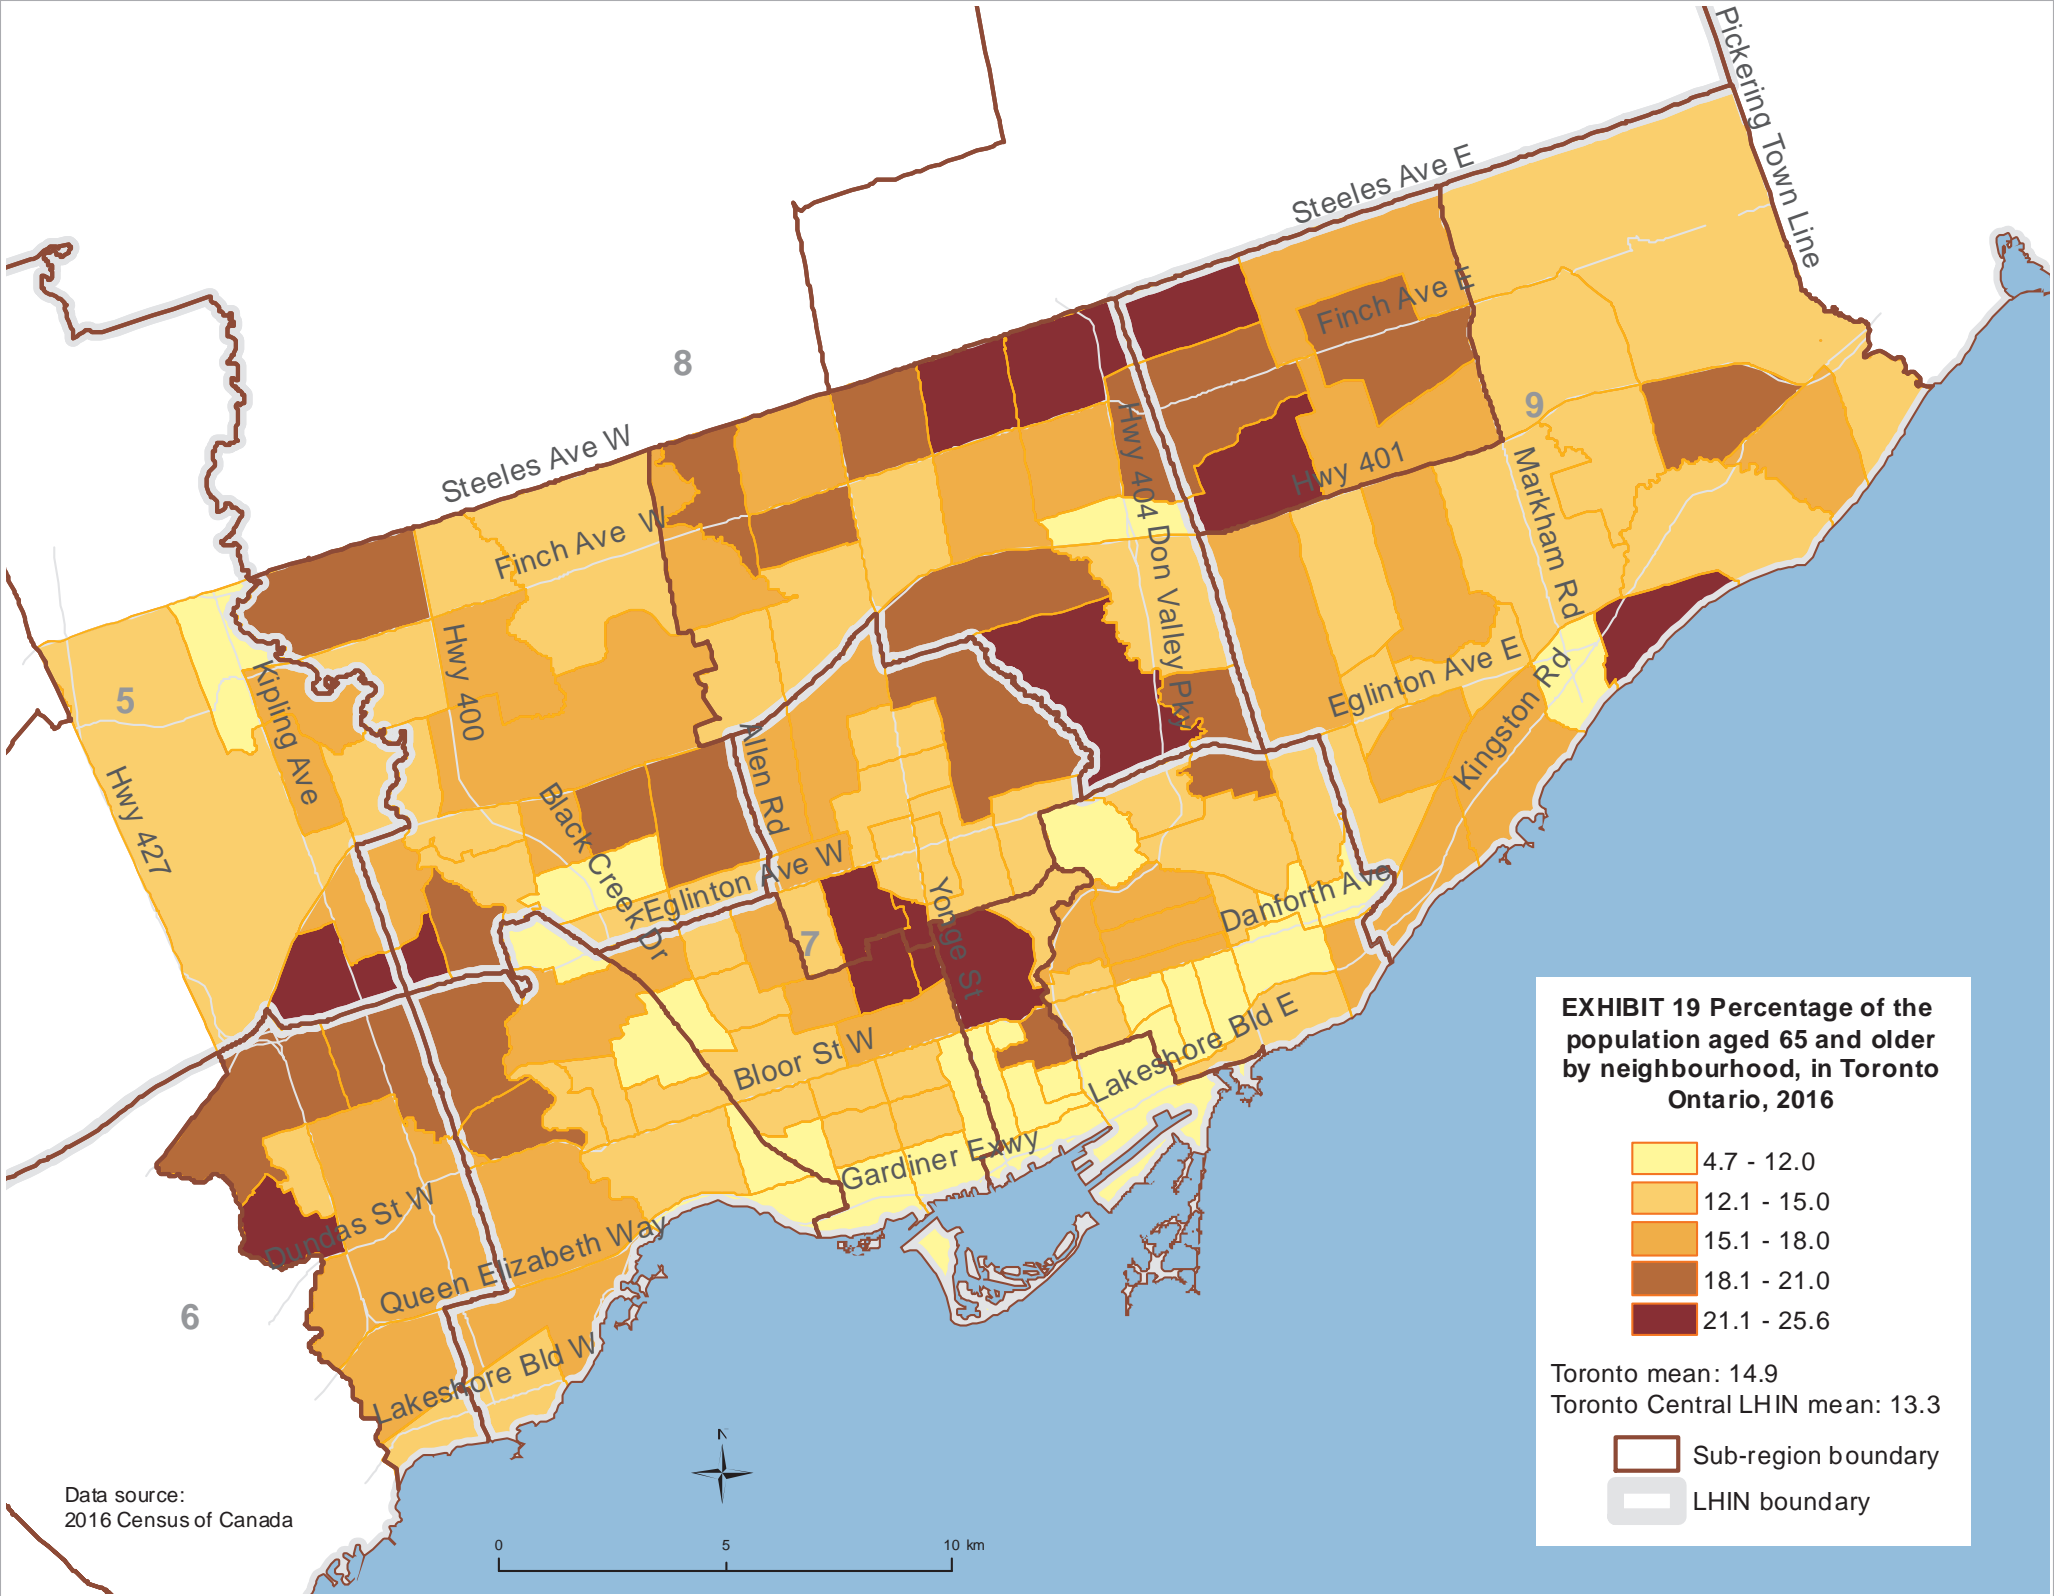 Pickering Town Line
Steeles Ave E
Finch Ave E
8
9
Steeles Ave W
Hwy 404
Hwy 401
Markham Rd
Finch Ave W
Don Valley Pky
5
Kipling Ave
Hwy 400
Eglinton Ave E
Kingston Rd
Hwy 427
Black Creek Dr
Allen Rd
Eglinton Ave W
Yonge St
Danforth Ave
7
Bloor St W
Lakeshore Bld E
Gardiner Exwy
Dundas St W
Queen Elizabeth Way
6
Lakeshore Bld W
EXHIBIT 19 Percentage of the
population aged 65 and older
by neighbourhood, in Toronto
Ontario, 2016
4.7 - 12.0
12.1 - 15.0
15.1 - 18.0
18.1 - 21.0
21.1 - 25.6
Toronto mean: 14.9
Toronto Central LHIN mean: 13.3
Sub-region boundary
LHIN boundary
N
Data source:
2016 Census of Canada
0 5 10 km